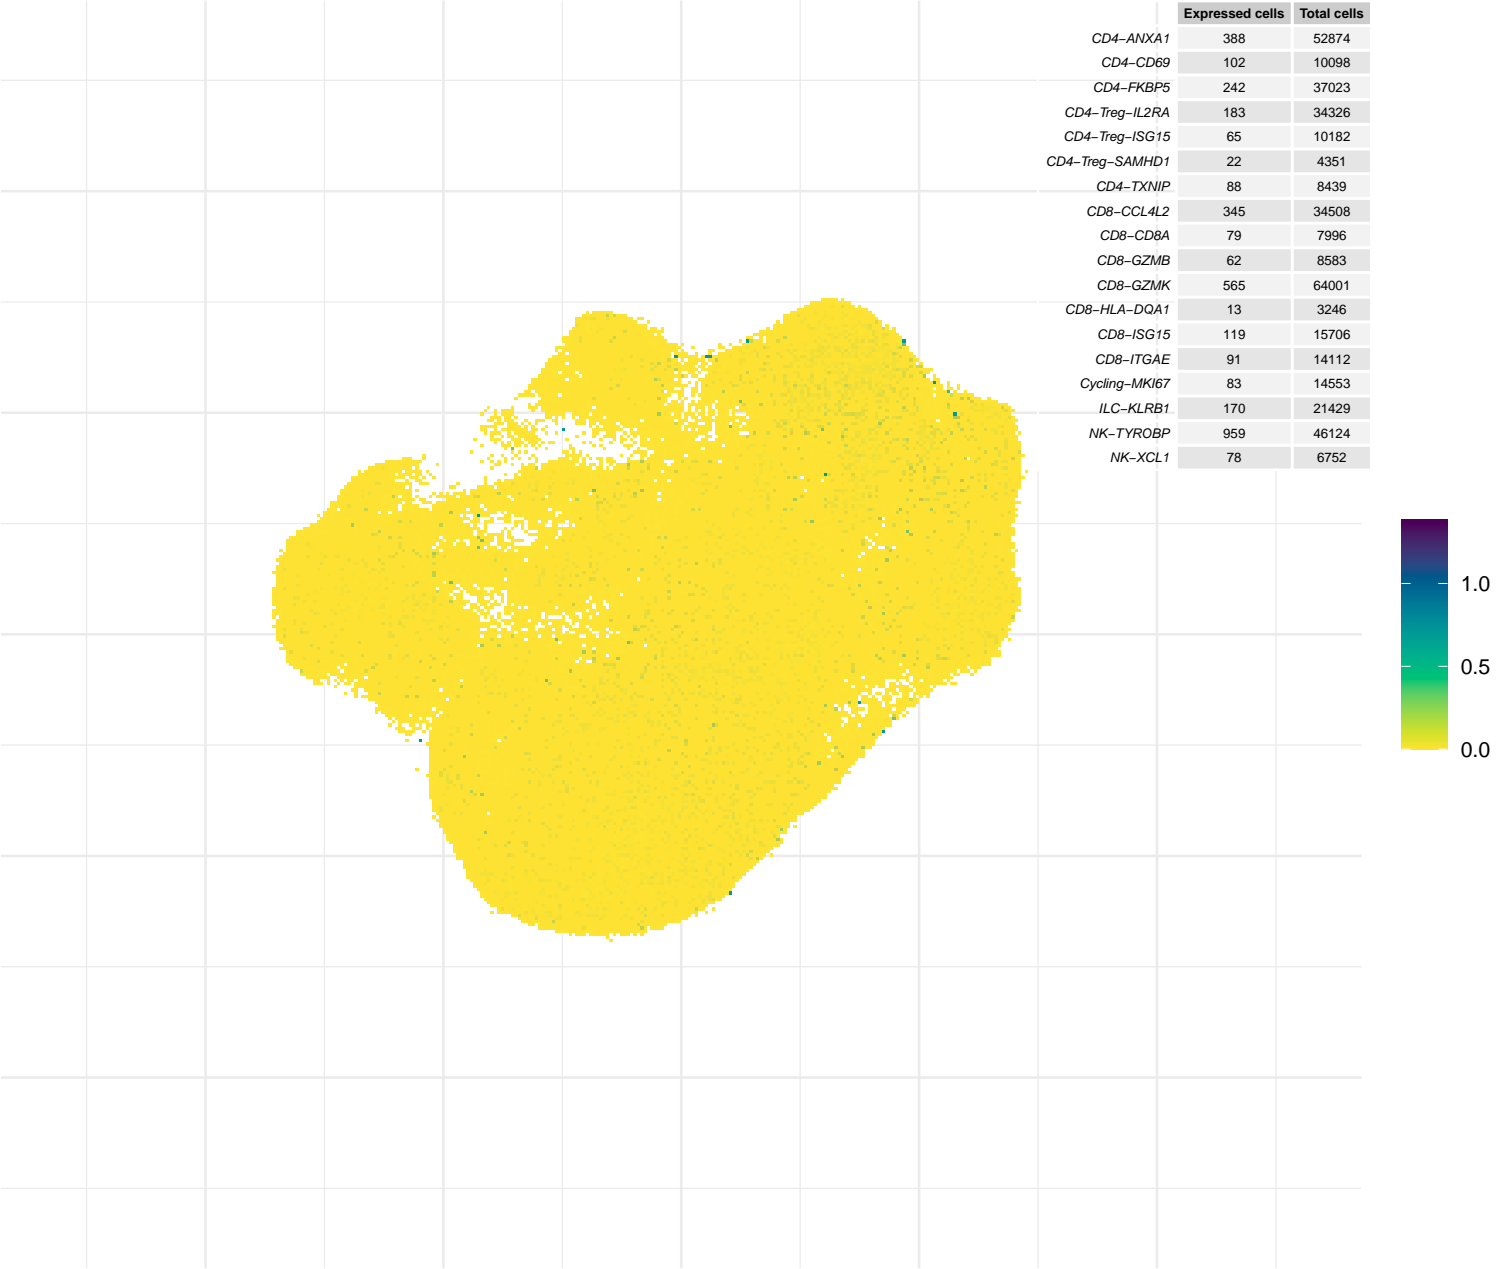 Expressed cells Total cells
CD4−ANXA1 388 52874
CD4−CD69 102 10098
CD4−FKBP5 242 37023
CD4−Treg−IL2RA 183 34326
CD4−Treg−ISG15 65 10182
CD4−Treg−SAMHD1 22 4351
CD4−TXNIP 88 8439
CD8−CCL4L2 345 34508
CD8−CD8A 79 7996
CD8−GZMB 62 8583
CD8−GZMK 565 64001
CD8−HLA−DQA1 13 3246
CD8−ISG15 119 15706
CD8−ITGAE 91 14112
Cycling−MKI67 83 14553
ILC−KLRB1 170 21429
NK−TYROBP 959 46124
NK−XCL1 78 6752
1.0
0.5
0.0